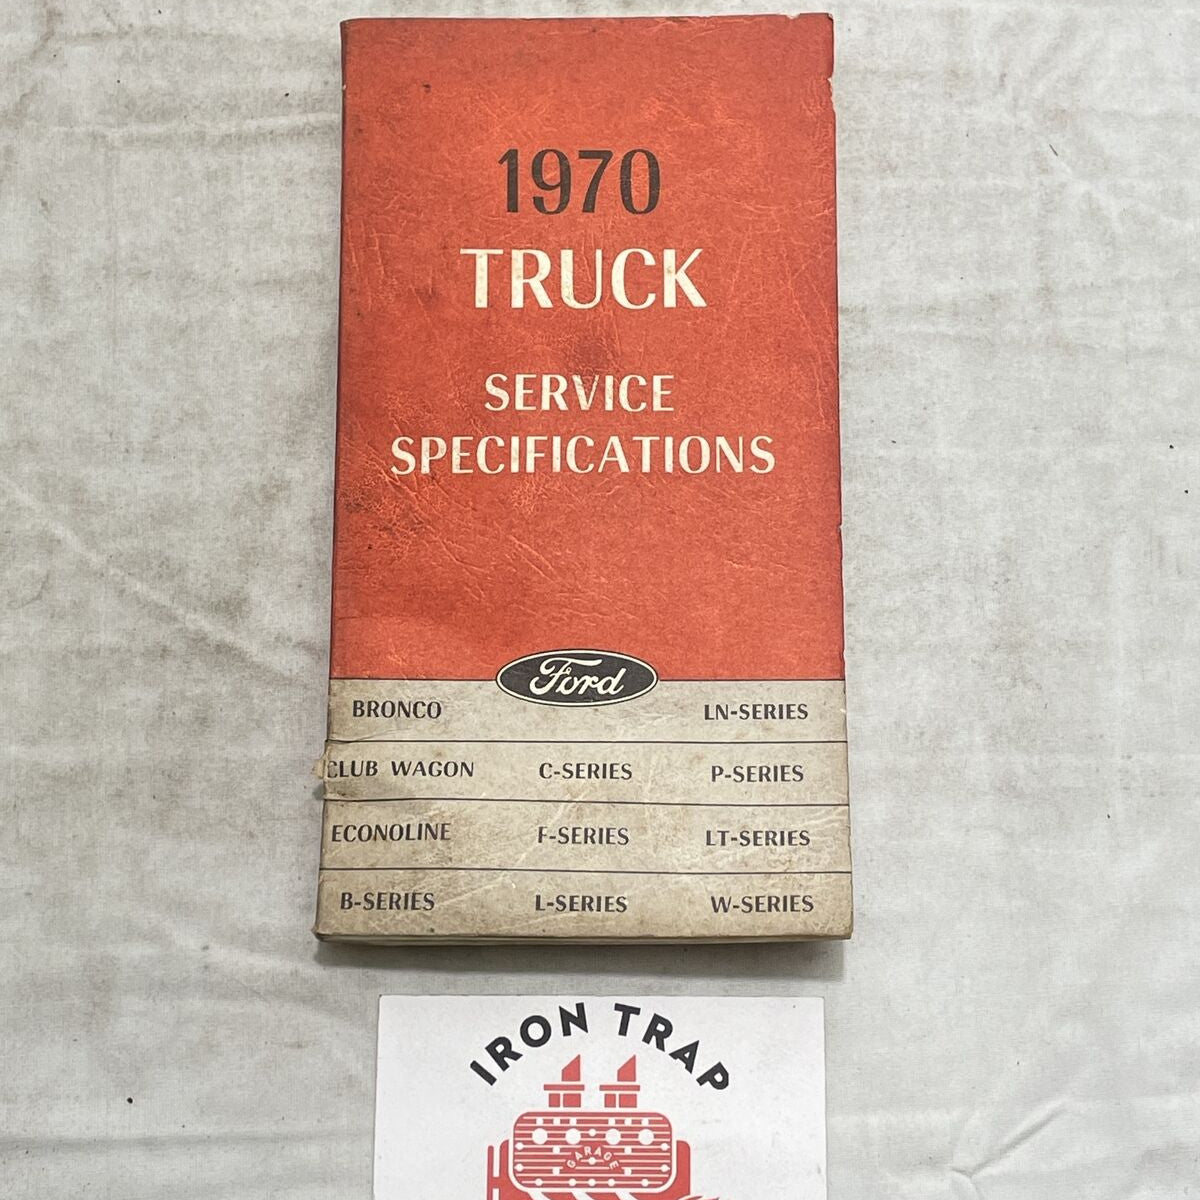 1970
TRUCK
SERVICE
SPECIFICATIONS
Ford
BRONCO LN-SERIES
CLUB WAGON C-SERIES P-SERIES
ECONOLINE F-SERIES LT-SERIES
B-SERIES L-SERIES W-SERIES
IRON TRAP
GARAGE